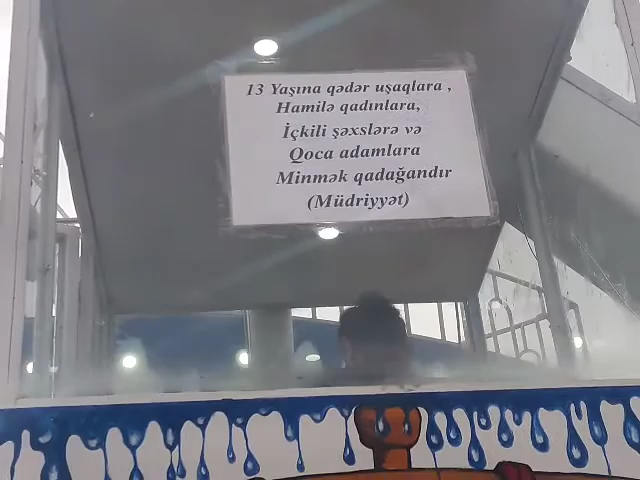 13 Yaşına qədər uşaqlara ,
Hamilə qadınlara,
İçkili şəxslərə və
Qoca adamlara
Minmək qadağandır
(Müdriyyət)